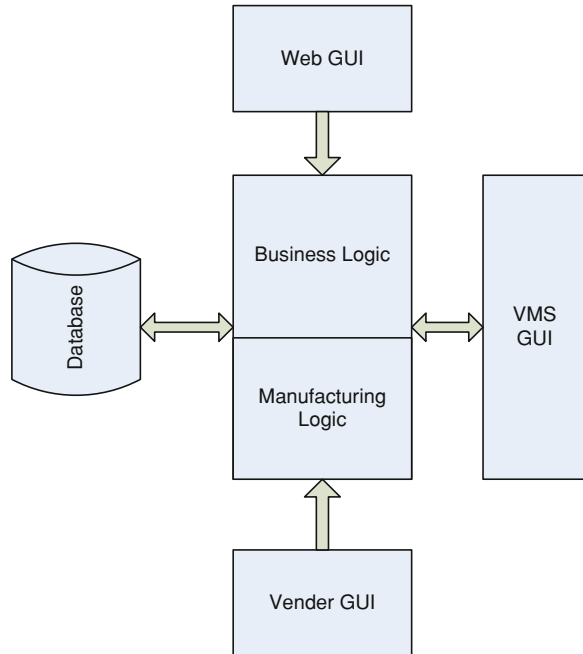 Web GUI
Business Logic
Database
VMS
GUI
Manufacturing
Logic
Vender GUI